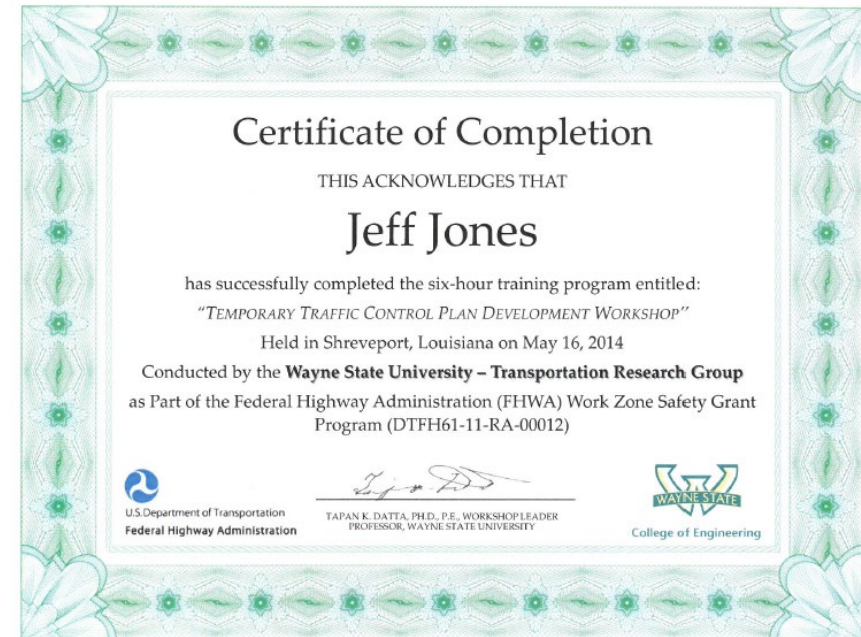 Certificate of Completion
THIS ACKNOWLEDGES THAT
Jeff Jones
has successfully completed the six-hour training program entitled:
"TEMPORARY TRAFFIC CONTROL PLAN DEVELOPMENT WORKSHOP"
Held in Shreveport, Louisiana on May 16, 2014
Conducted by the Wayne State University – Transportation Research Group
as Part of the Federal Highway Administration (FHWA) Work Zone Safety Grant
Program (DTFH61-11-RA-00012)
U.S.Department of Transportation
Federal Highway Administration
TAPAN K. DATTA, PH.D., P.E., WORKSHOP LEADER
PROFESSOR, WAYNE STATE UNIVERSITY
WAYNE STATE
College of Engineering